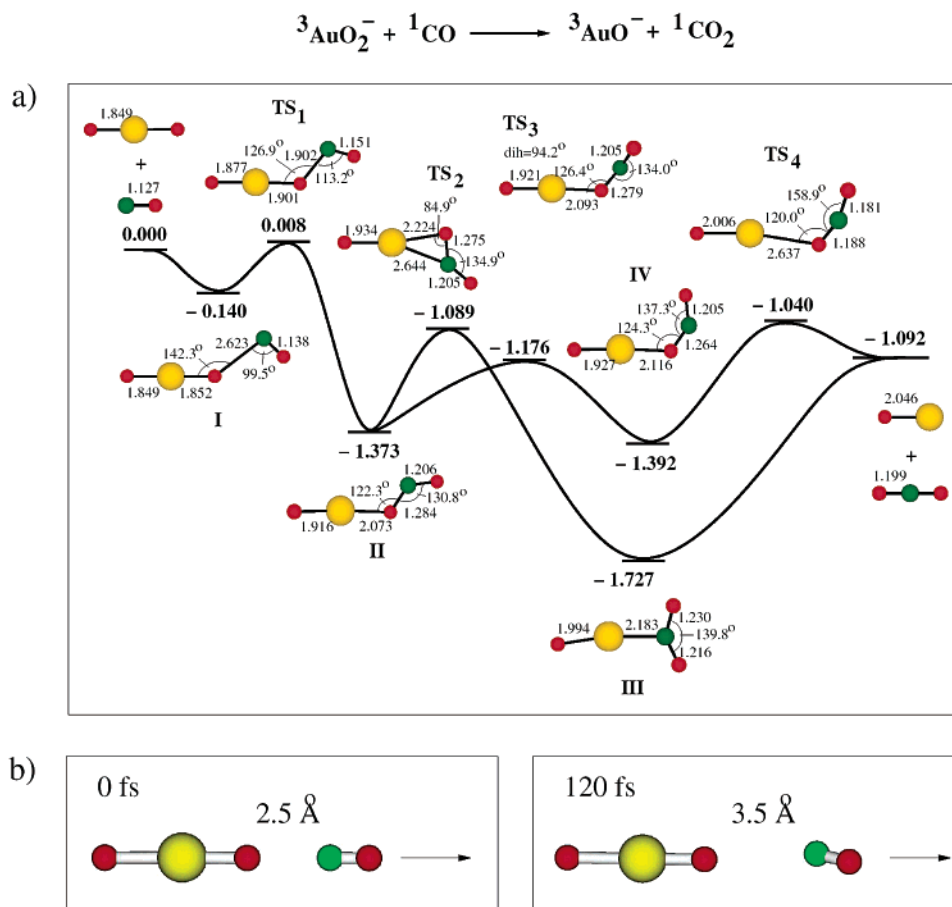 ³AuO₂⁻ + ¹CO ⟶ ³AuO⁻ + ¹CO₂
a)
1.849
+
1.127
0.000
− 0.140
142.3° 2.623 1.138
99.5°
1.849 1.852
I
TS₁
126.9° 1.902 1.151
1.877 113.2°
1.901
0.008
− 1.373
1.206
122.3° 130.8°
1.916 2.073 1.284
II
TS₂
84.9°
1.934 2.224 1.275
2.644 134.9°
1.205
− 1.089
TS₃
dih=94.2° 1.205
1.921 126.4° 134.0°
2.093 1.279
− 1.176
IV
137.3° 1.205
124.3°
1.264
1.927 2.116
− 1.392
− 1.727
1.994 2.183 1.230
139.8°
1.216
III
TS₄
158.9°
2.006 120.0° 1.181
2.637 1.188
− 1.040
− 1.092
2.046
+
1.199
b)
0 fs
2.5 Å
120 fs
3.5 Å